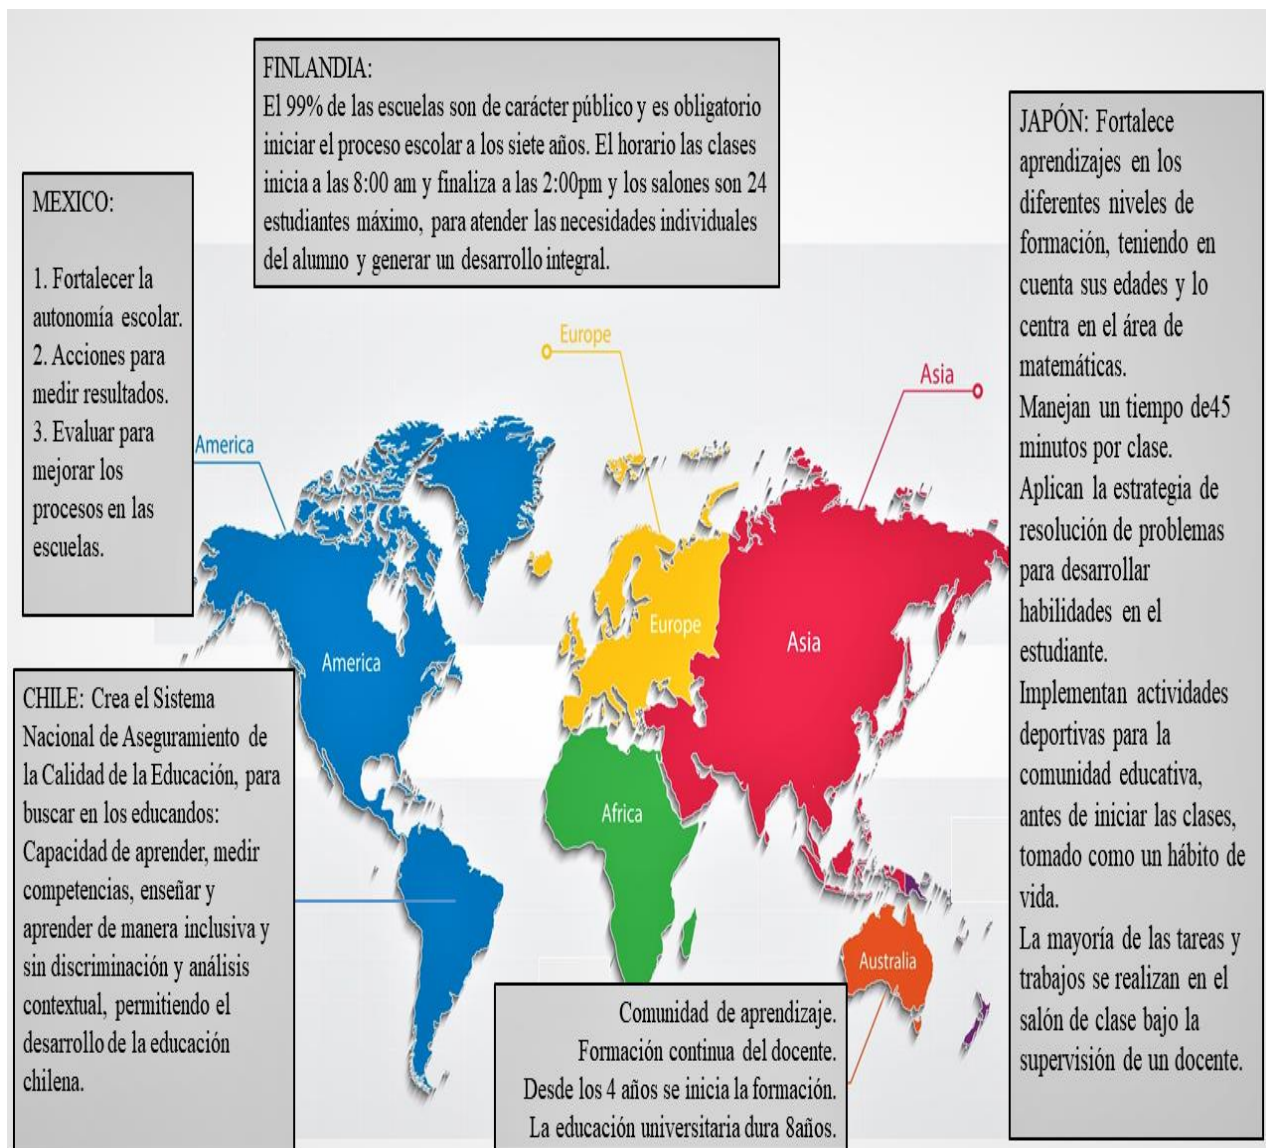 FINLANDIA:
El 99% de las escuelas son de carácter público y es obligatorio
iniciar el proceso escolar a los siete años. El horario las clases
inicia a las 8:00 am y finaliza a las 2:00pm y los salones son 24
estudiantes máximo, para atender las necesidades individuales
del alumno y generar un desarrollo integral.
MEXICO:
1. Fortalecer la
autonomía escolar.
2. Acciones para
medir resultados.
3. Evaluar para
mejorar los
procesos en las
escuelas.
JAPÓN: Fortalece
aprendizajes en los
diferentes niveles de
formación, teniendo en
cuenta sus edades y lo
centra en el área de
matemáticas.
Manejan un tiempo de45
minutos por clase.
Aplican la estrategia de
resolución de problemas
para desarrollar
habilidades en el
estudiante.
Implementan actividades
deportivas para la
comunidad educativa,
antes de iniciar las clases,
tomado como un hábito de
vida.
La mayoría de las tareas y
trabajos se realizan en el
salón de clase bajo la
supervisión de un docente.
Europe
Asia
America
Europe
Asia
America
Africa
Australia
CHILE: Crea el Sistema
Nacional de Aseguramiento de
la Calidad de la Educación, para
buscar en los educandos:
Capacidad de aprender, medir
competencias, enseñar y
aprender de manera inclusiva y
sin discriminación y análisis
contextual, permitiendo el
desarrollo de la educación
chilena.
Comunidad de aprendizaje.
Formación continua del docente.
Desde los 4 años se inicia la formación.
La educación universitaria dura 8años.